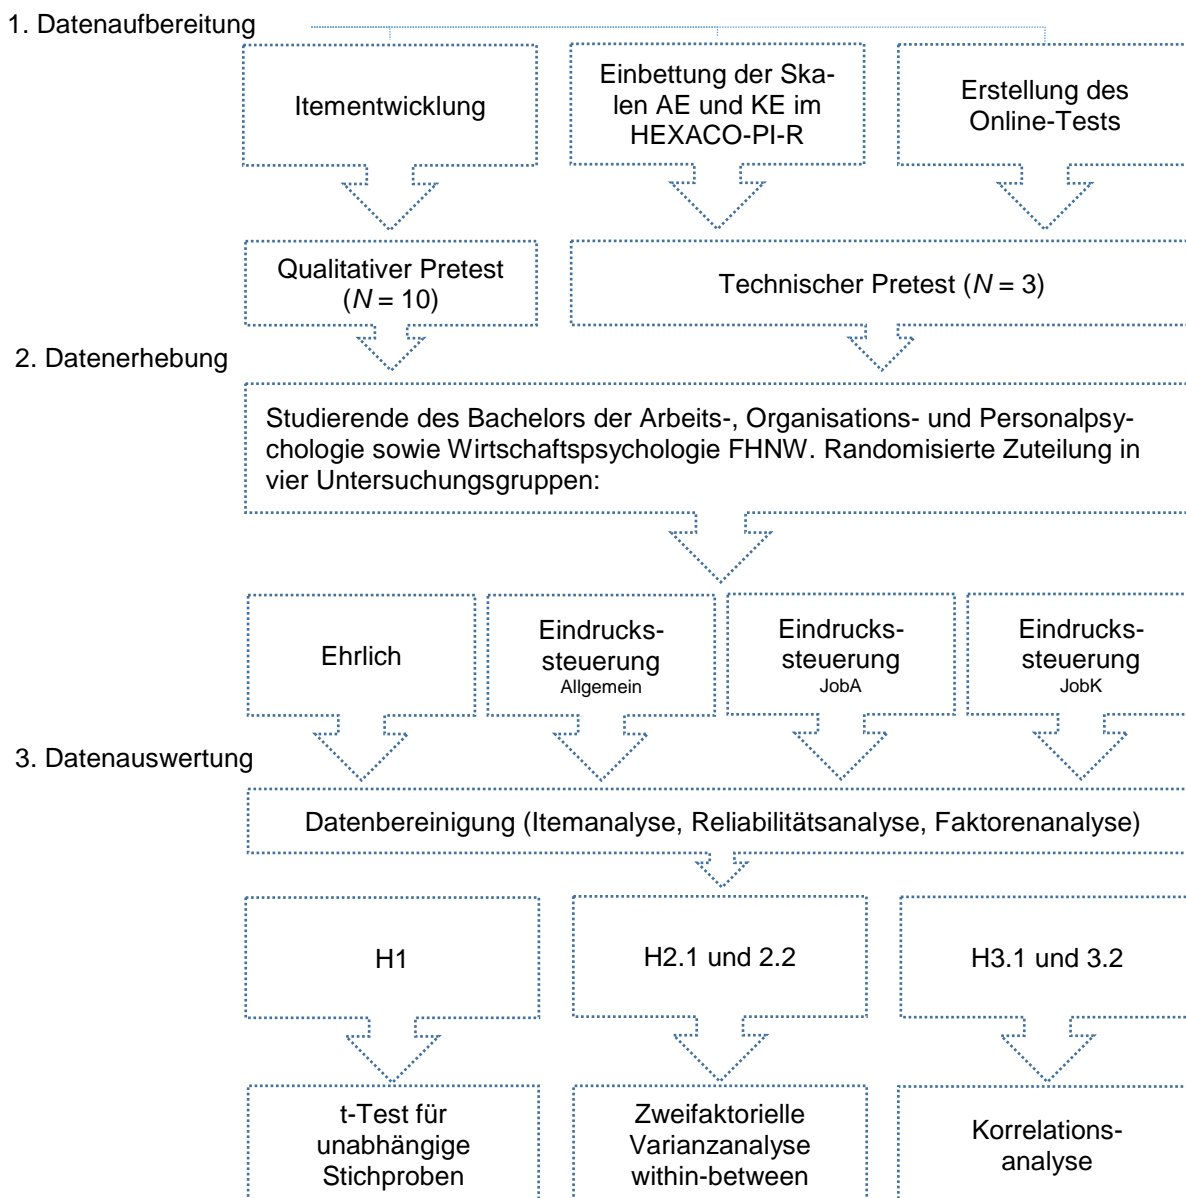 1. Datenaufbereitung
Itementwicklung
Einbettung der Ska-
len AE und KE im
HEXACO-PI-R
Erstellung des
Online-Tests
Qualitativer Pretest
(N = 10)
Technischer Pretest (N = 3)
2. Datenerhebung
Studierende des Bachelors der Arbeits-, Organisations- und Personalpsy-
chologie sowie Wirtschaftspsychologie FHNW. Randomisierte Zuteilung in
vier Untersuchungsgruppen:
Ehrlich
Eindrucks-
steuerung
Allgemein
Eindrucks-
steuerung
JobA
Eindrucks-
steuerung
JobK
3. Datenauswertung
Datenbereinigung (Itemanalyse, Reliabilitätsanalyse, Faktorenanalyse)
H1
H2.1 und 2.2
H3.1 und 3.2
t-Test für
unabhängige
Stichproben
Zweifaktorielle
Varianzanalyse
within-between
Korrelations-
analyse